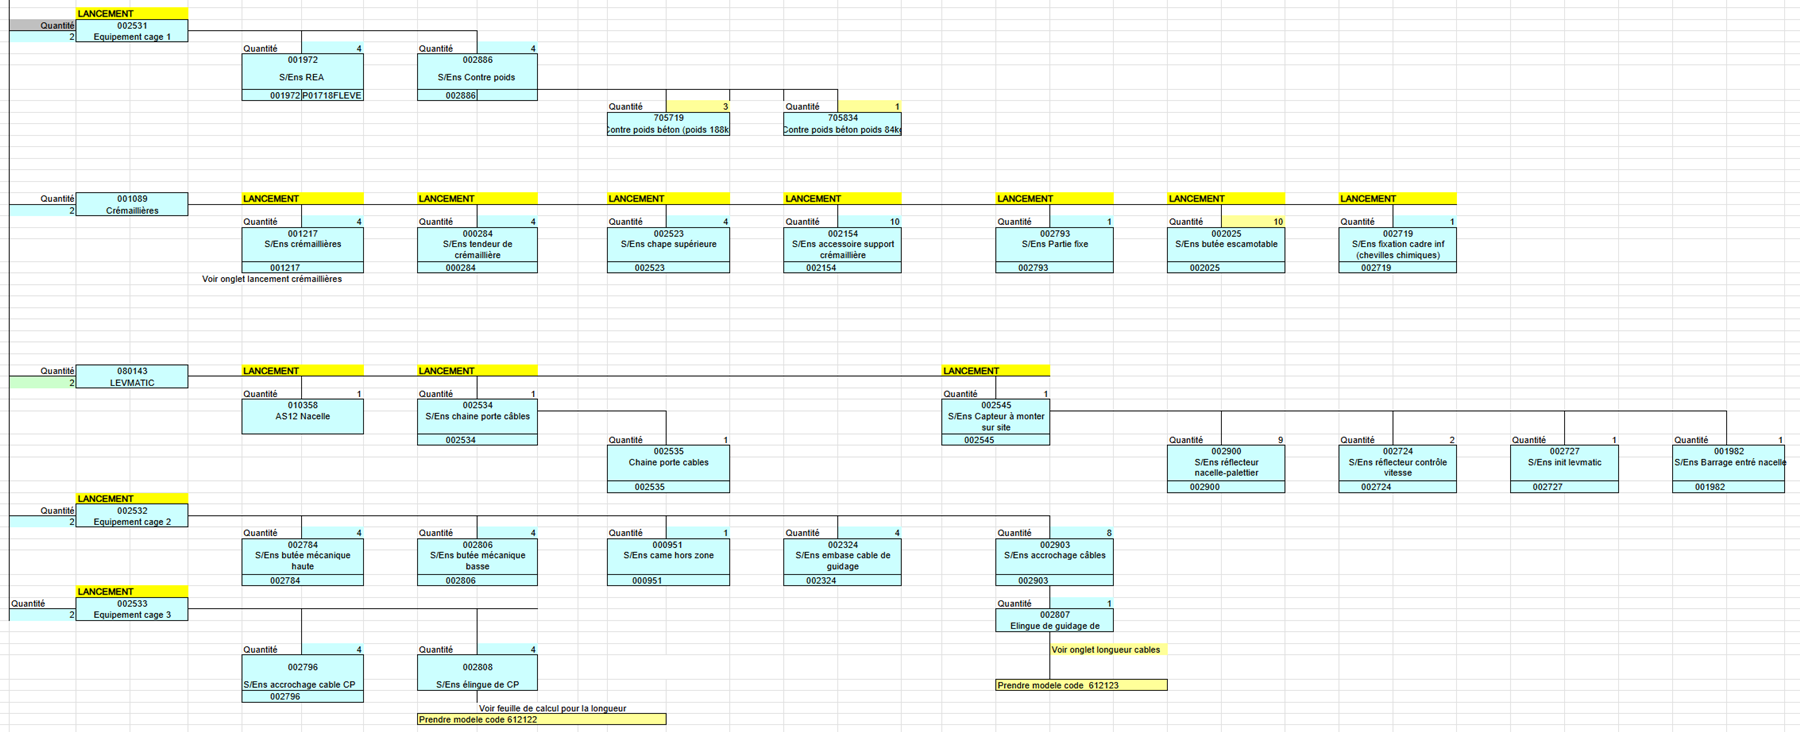 LANCEMENT
Quantité 002531
2 Equipement cage 1
Quantité 4 Quantité 4
001972 002886
S/Ens REA S/Ens Contre poids
001972 P01718FLEVE 002886
Quantité 3 Quantité 1
705719 705834
Contre poids béton (poids 188k Contre poids béton poids 84k
Quantité 001089 LANCEMENT LANCEMENT LANCEMENT LANCEMENT LANCEMENT LANCEMENT LANCEMENT
2 Crémaillières
Quantité 4 Quantité 4 Quantité 4 Quantité 10 Quantité 1 Quantité 10 Quantité 1
001217 000284 002523 002154 002793 002025 002719
S/Ens crémaillières S/Ens tendeur de S/Ens chape supérieure S/Ens accessoire support S/Ens Partie fixe S/Ens butée escamotable S/Ens fixation cadre inf
crémaillère crémaillère (chevilles chimiques)
001217 000284 002523 002154 002793 002025 002719
Voir onglet lancement crémaillières
Quantité 080143 LANCEMENT LANCEMENT LANCEMENT
2 LEVMATIC
Quantité 1 Quantité 1 Quantité 1
010358 002534 002545
AS12 Nacelle S/Ens chaine porte câbles S/Ens Capteur à monter
sur site
002534 002545
Quantité 1 Quantité 9 Quantité 2 Quantité 1 Quantité 1
002535 002900 002724 002727 001982
Chaine porte cables S/Ens réflecteur S/Ens réflecteur contrôle S/Ens init levmatic S/Ens Barrage entré nacelle
nacelle-palettier vitesse
002535 002900 002724 002727 001982
LANCEMENT
Quantité 002532
2 Equipement cage 2
Quantité 4 Quantité 4 Quantité 1 Quantité 4 Quantité 8
002784 002806 000951 002324 002903
S/Ens butée mécanique S/Ens butée mécanique S/Ens came hors zone S/Ens embase cable de S/Ens accrochage câbles
haute basse guidage
002784 002806 000951 002324 002903
LANCEMENT
Quantité 002533 Quantité 1
2 Equipement cage 3 002807
Elingue de guidage de
Quantité 4 Quantité 4 Voir onglet longueur cables
002796 002808
S/Ens accrochage cable CP S/Ens élingue de CP Prendre modele code 612123
002796
Voir feuille de calcul pour la longueur
Prendre modele code 612122